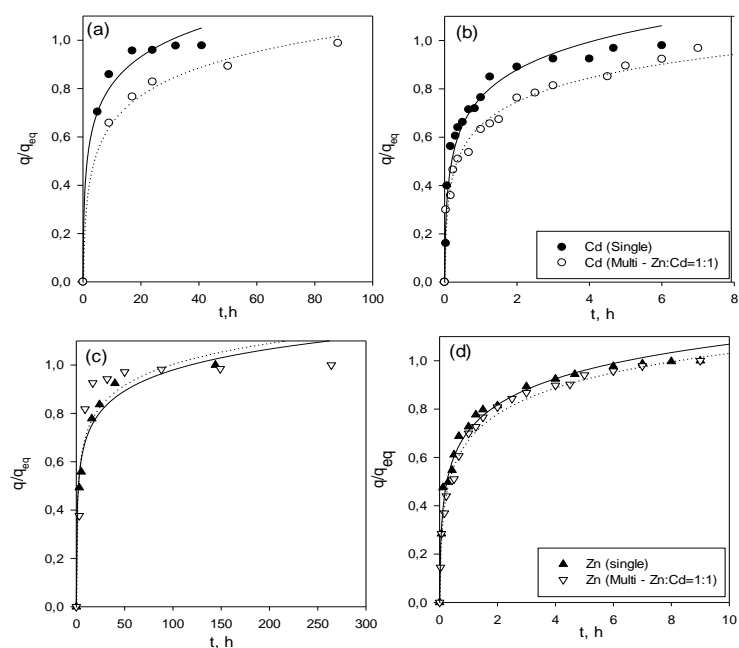 (a)
1,0
0,8
0,6
0,4
0,2
0,0
q/qeq
0 20 40 60 80 100
t,h
(b)
1,0
0,8
0,6
0,4
0,2
0,0
q/qeq
Cd (Single)
Cd (Multi - Zn:Cd=1:1)
0 2 4 6 8
t, h
(c)
1,0
0,8
0,6
0,4
0,2
0,0
q/qeq
0 50 100 150 200 250 300
t, h
(d)
1,0
0,8
0,6
0,4
0,2
0,0
q/qeq
Zn (single)
Zn (Multi - Zn:Cd=1:1)
0 2 4 6 8 10
t, h